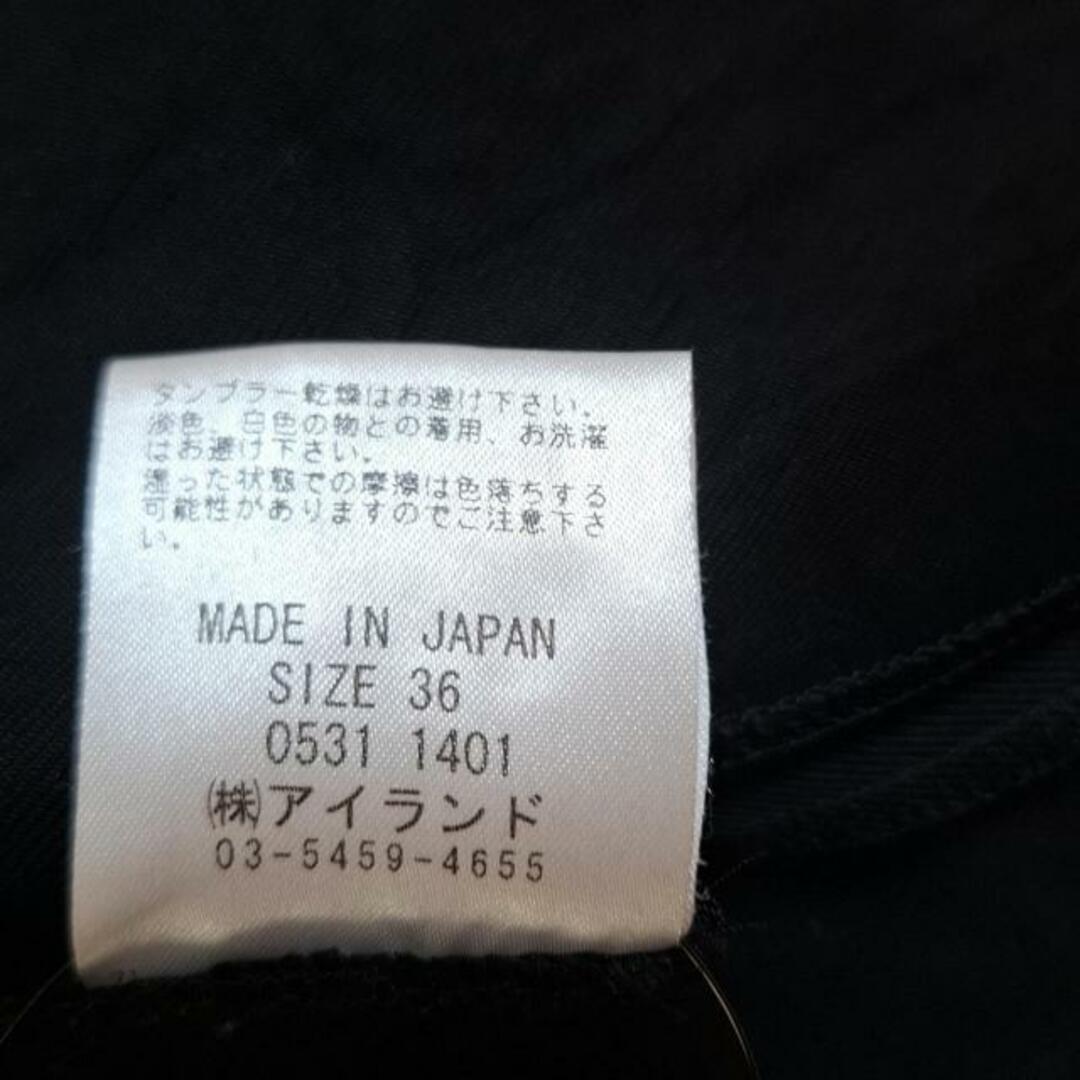 タンブラー乾燥はお避け下さい。
淡色、白色の物との着用、お洗濯
はお避け下さい。
湿った状態での摩擦は色落ちする
可能性がありますのでご注意下さ
い。
MADE IN JAPAN
SIZE 36
0531 1401
㈱アイランド
03-5459-4655